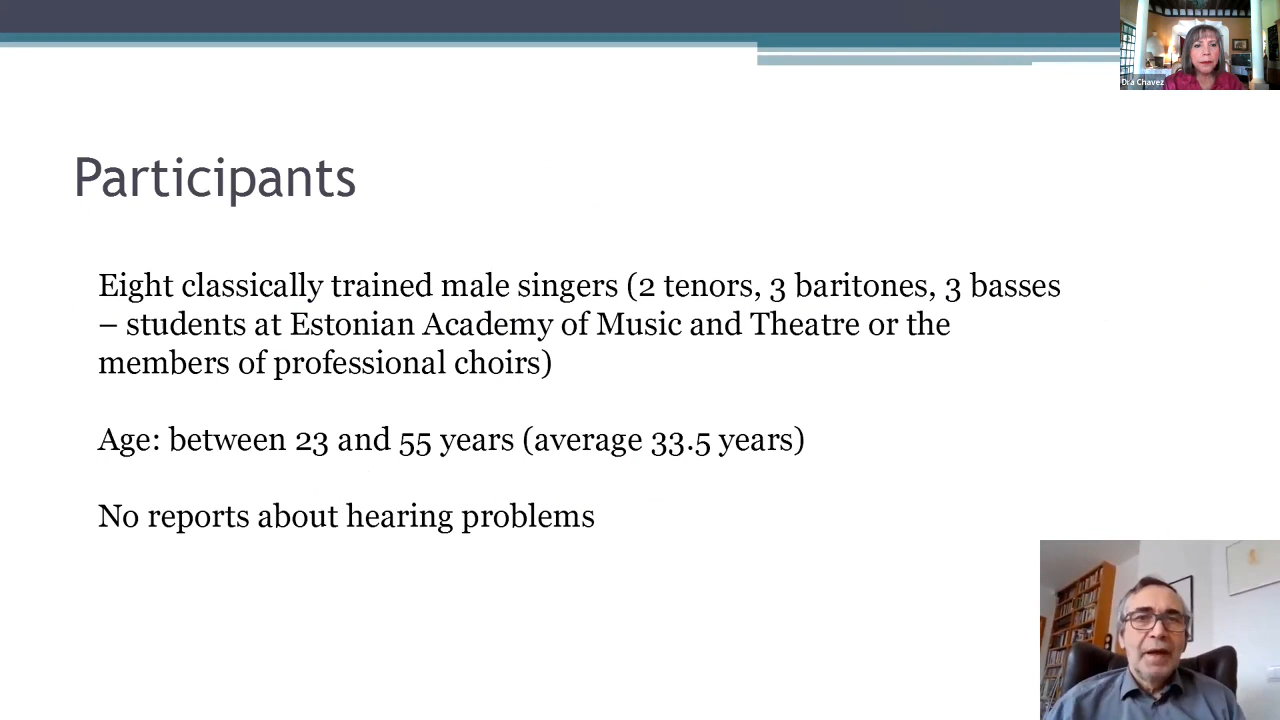 Dra Chavez
Participants
Eight classically trained male singers (2 tenors, 3 baritones, 3 basses
– students at Estonian Academy of Music and Theatre or the
members of professional choirs)
Age: between 23 and 55 years (average 33.5 years)
No reports about hearing problems